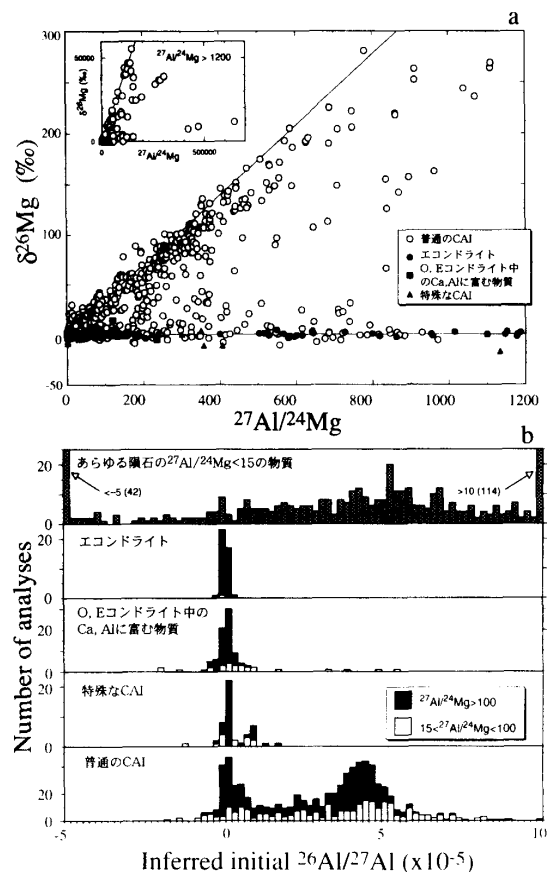 a
300
200
100
0
-50
δ²⁶Mg (‰)
50000
0
δ²⁶Mg (‰)
²⁷Al/²⁴Mg > 1200
0
500000
²⁷Al/²⁴Mg
普通のCAI
エコンドライト
O, Eコンドライト中
のCa,Alに富む物質
特殊なCAI
0 200 400 600 800 1000 1200
²⁷Al/²⁴Mg
b
Number of analyses
20
0
あらゆる隕石の²⁷Al/²⁴Mg<15の物質
<-5 (42)
>10 (114)
20
0
エコンドライト
20
0
O, Eコンドライト中の
Ca, Alに富む物質
20
0
特殊なCAI
²⁷Al/²⁴Mg>100
15<²⁷Al/²⁴Mg<100
20
0
普通のCAI
-5 0 5 10
Inferred initial ²⁶Al/²⁷Al (x10⁻⁵)